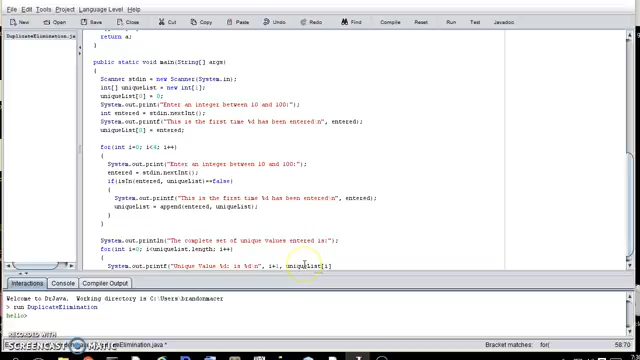 File Edit Tools Project Language Level Help
New Open Save Close Cut Copy Paste Undo Redo Find Compile Reset Run Test Javadoc
DuplicateElimination.ja
return a;
}
public static void main(String[] args)
{
Scanner stdin = new Scanner(System.in);
int[] uniqueList = new int[1];
uniqueList[0] = 0;
System.out.print("Enter an integer between 10 and 100:");
int entered = stdin.nextInt();
System.out.printf("This is the first time %d has been entered\n", entered);
uniqueList[0] = entered;
for(int i=0; i<4; i++)
{
System.out.print("Enter an integer between 10 and 100:");
entered = stdin.nextInt();
if(isIn(entered, uniqueList)==false)
{
System.out.printf("This is the first time %d has been entered\n", entered);
uniqueList = append(entered, uniqueList);
}
}
System.out.println("The complete set of unique values entered is:");
for(int i=0; i<uniqueList.length; i++)
System.out.printf("Unique Value %d: is %d\n", i+1, uniqueList[i]
Interactions Console Compiler Output
Welcome to DrJava. Working directory is C:\Users\brandonmacer
> run DuplicateElimination
hello>
RECORDED WITH
SCREENCAST MATIC
Elimination.java *
Bracket matches: for(
58:70